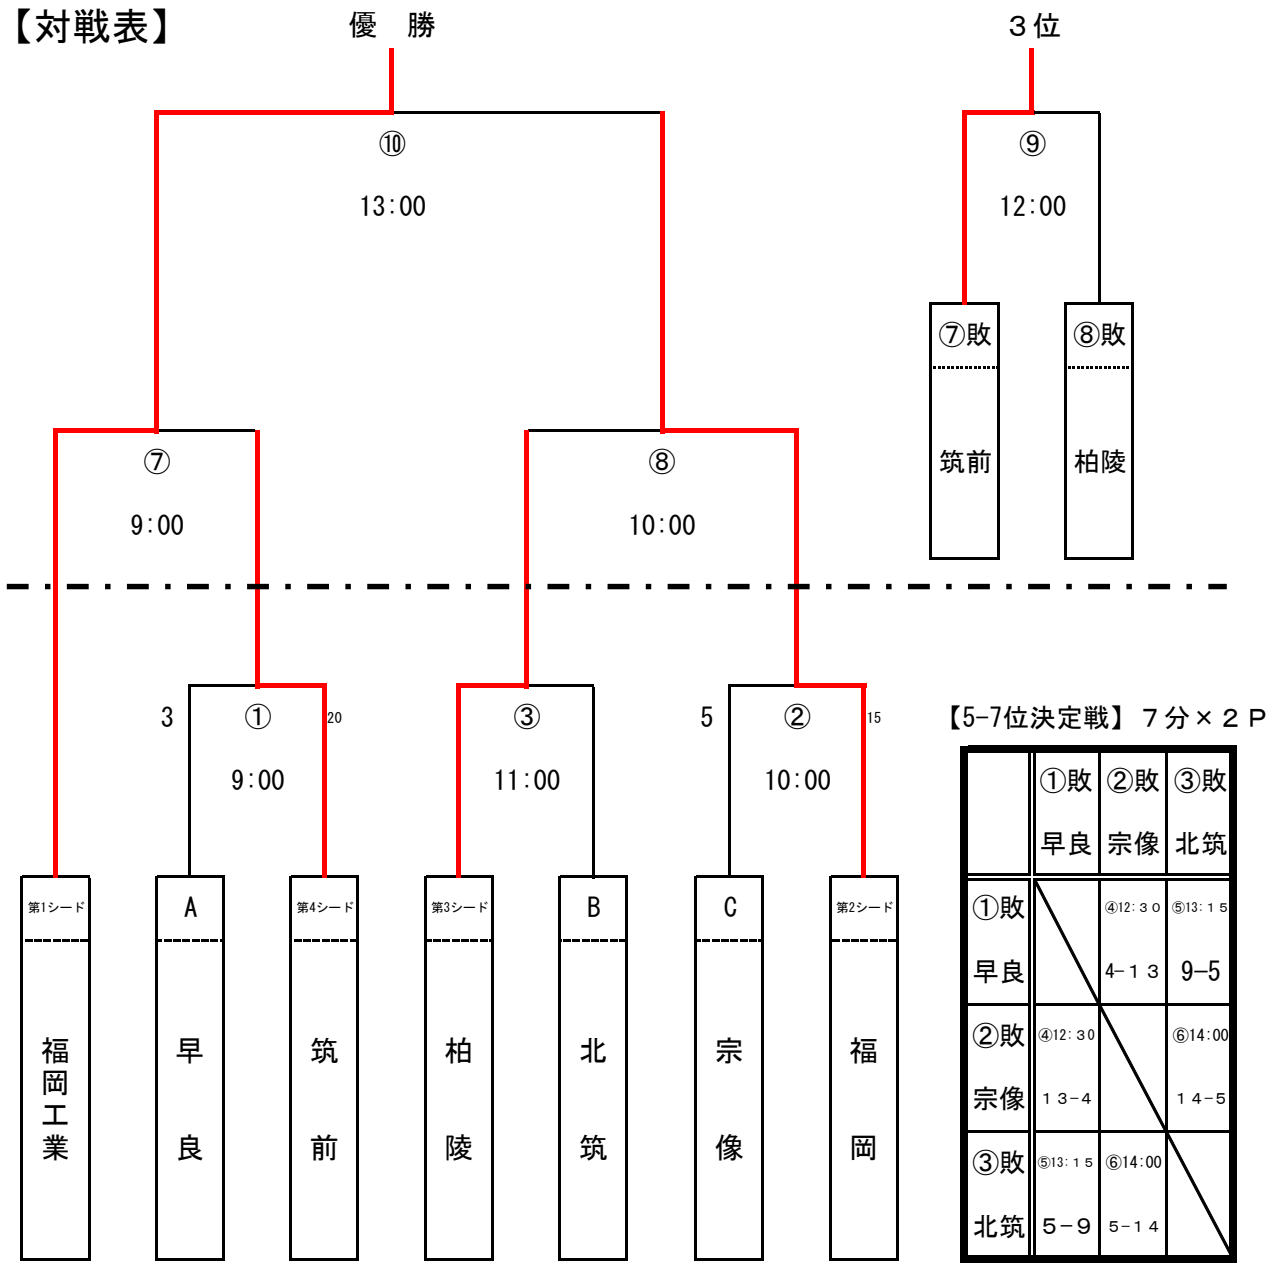 【対戦表】
優 勝
３位
⑩
13:00
⑨
12:00
⑦敗
⑧敗
筑前
柏陵
⑦
9:00
⑧
10:00
3
①
20
9:00
③
11:00
5
②
15
10:00
第1シード
A
第4シード
第3シード
B
C
第2シード
福岡工業
早良
筑前
柏陵
北筑
宗像
福岡
【5-7位決定戦】７分×２Ｐ
①敗 ②敗 ③敗
早良 宗像 北筑
①敗 ④12:３０ ⑤13:１５
早良 4-１３ 9-5
②敗 ④12:３０ ⑥14:00
宗像 １３-４ １４-５
③敗 ⑤13:１５ ⑥14:00
北筑 ５-９ ５-１４